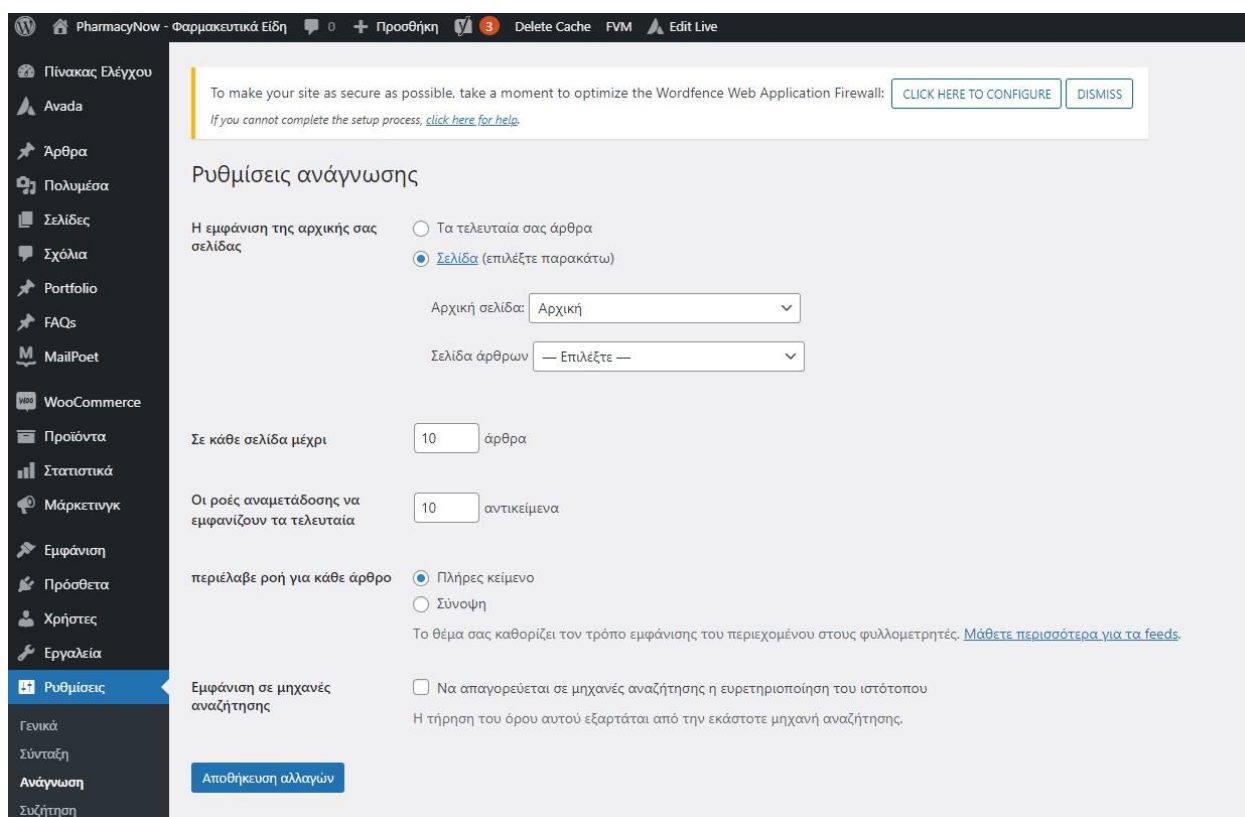 PharmacyNow - Φαρμακευτικά Είδη 0 + Προσθήκη 3 Delete Cache FVM Edit Live
Πίνακας Ελέγχου
Avada
Άρθρα
Πολυμέσα
Σελίδες
Σχόλια
Portfolio
FAQs
MailPoet
WooCommerce
Προϊόντα
Στατιστικά
Μάρκετινγκ
Εμφάνιση
Πρόσθετα
Χρήστες
Εργαλεία
Ρυθμίσεις
Γενικά
Σύνταξη
Ανάγνωση
Συζήτηση
To make your site as secure as possible, take a moment to optimize the Wordfence Web Application Firewall: CLICK HERE TO CONFIGURE DISMISS
If you cannot complete the setup process, click here for help.
Ρυθμίσεις ανάγνωσης
Η εμφάνιση της αρχικής σας
σελίδας
Τα τελευταία σας άρθρα
Σελίδα (επιλέξτε παρακάτω)
Αρχική σελίδα: Αρχική
Σελίδα άρθρων — Επιλέξτε —
Σε κάθε σελίδα μέχρι 10 άρθρα
Οι ροές αναμετάδοσης να
εμφανίζουν τα τελευταία
10 αντικείμενα
περιέλαβε ροή για κάθε άρθρο
Πλήρες κείμενο
Σύνοψη
Το θέμα σας καθορίζει τον τρόπο εμφάνισης του περιεχομένου στους φυλλομετρητές. Μάθετε περισσότερα για τα feeds.
Εμφάνιση σε μηχανές
αναζήτησης
Να απαγορεύεται σε μηχανές αναζήτησης η ευρετηριοποίηση του ιστότοπου
Η τήρηση του όρου αυτού εξαρτάται από την εκάστοτε μηχανή αναζήτησης.
Αποθήκευση αλλαγών